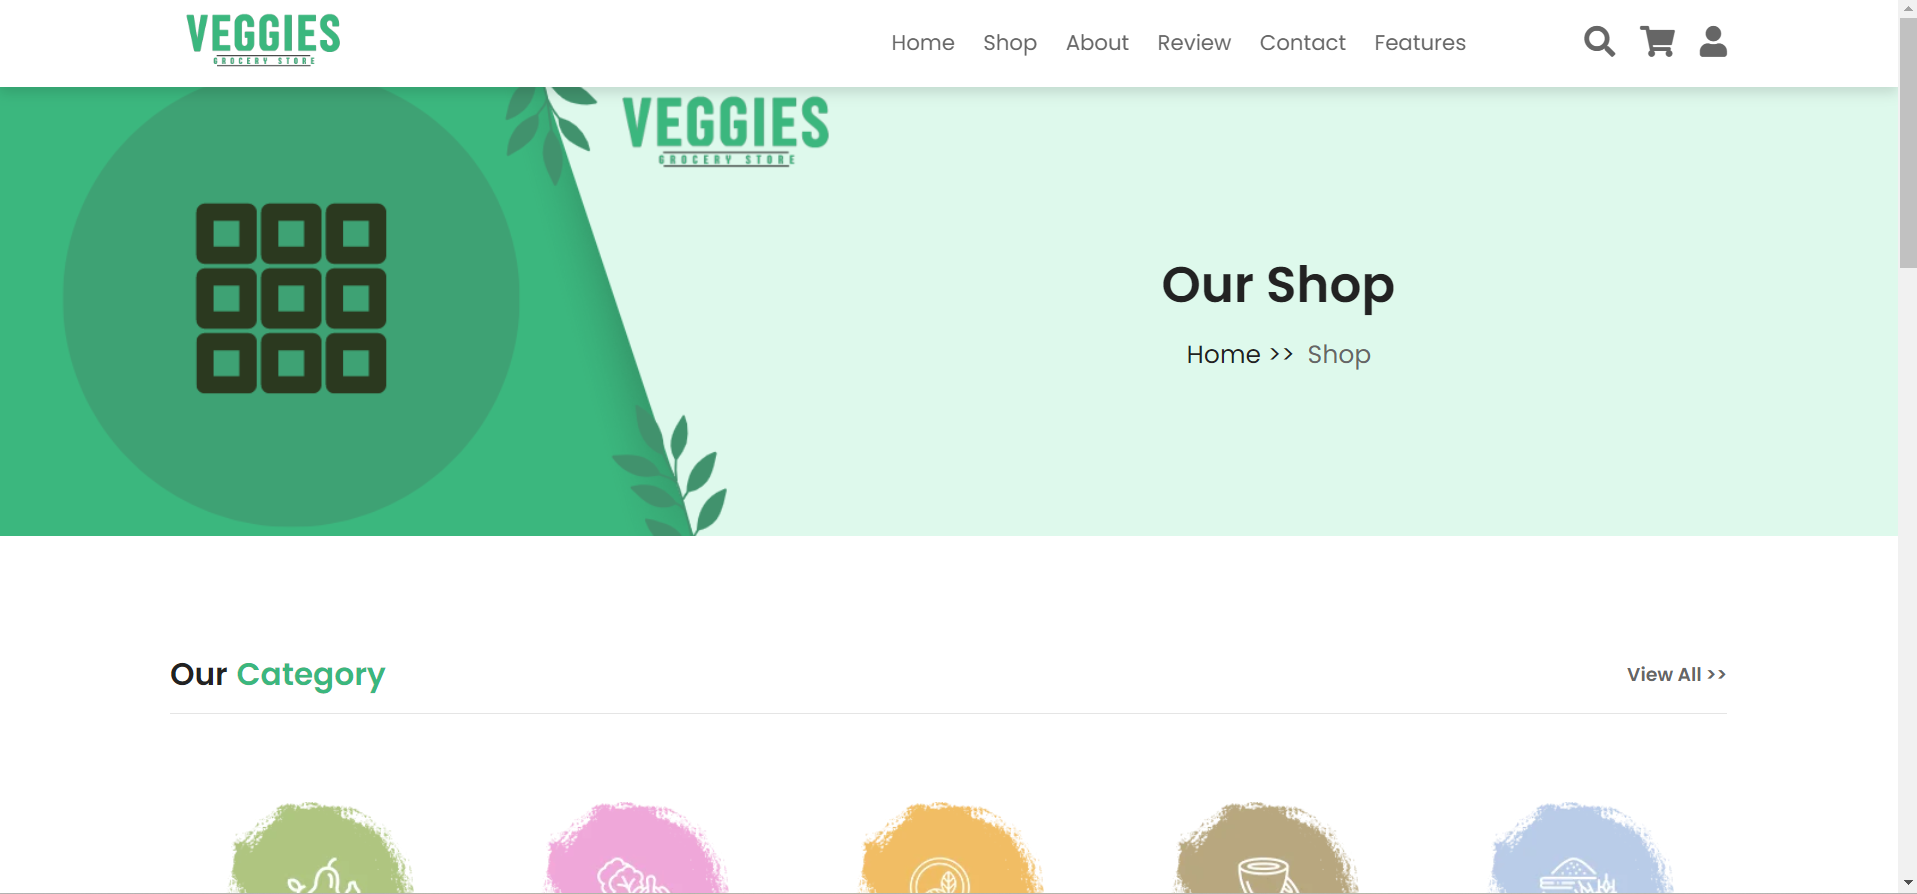 VEGGIES
GROCERY STORE
Home Shop About Review Contact Features
VEGGIES
GROCERY STORE
Our Shop
Home >> Shop
Our Category
View All >>